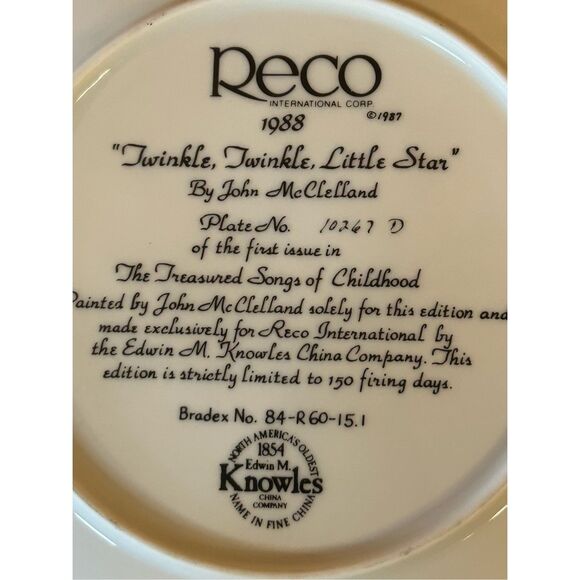 Reco
INTERNATIONAL CORP.
©1987
1988
"Twinkle, Twinkle, Little Star"
By John McClelland
Plate No. 10267 D
of the first issue in
The Treasured Songs of Childhood
Painted by John McClelland solely for this edition and
made exclusively for Reco International by
the Edwin M. Knowles China Company. This
edition is strictly limited to 150 firing days.
Bradex No. 84-R60-15.1
NORTH AMERICA'S OLDEST
1854
Edwin M.
Knowles
CHINA
COMPANY
NAME IN FINE CHINA